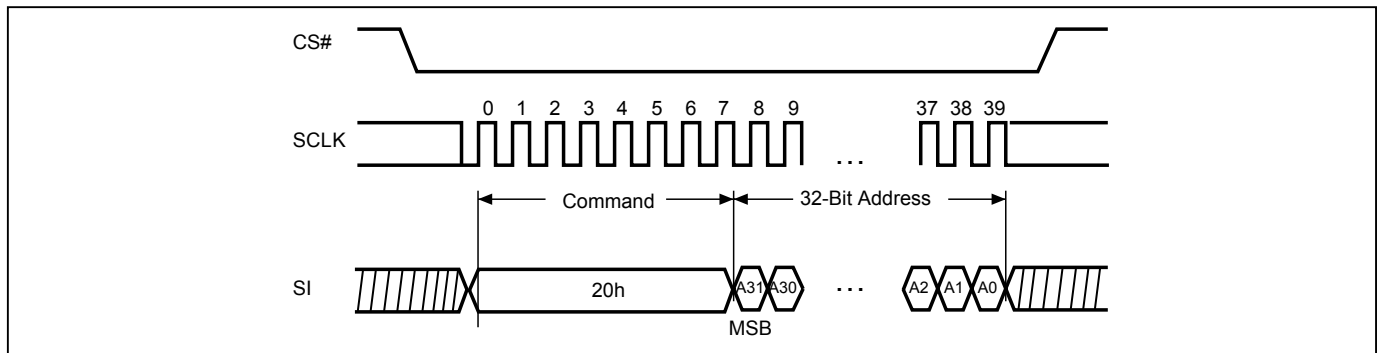 CS#
0 1 2 3 4 5 6 7 8 9 37 38 39
SCLK
...
Command 32-Bit Address
SI 20h A31 A30 ... A2 A1 A0
MSB